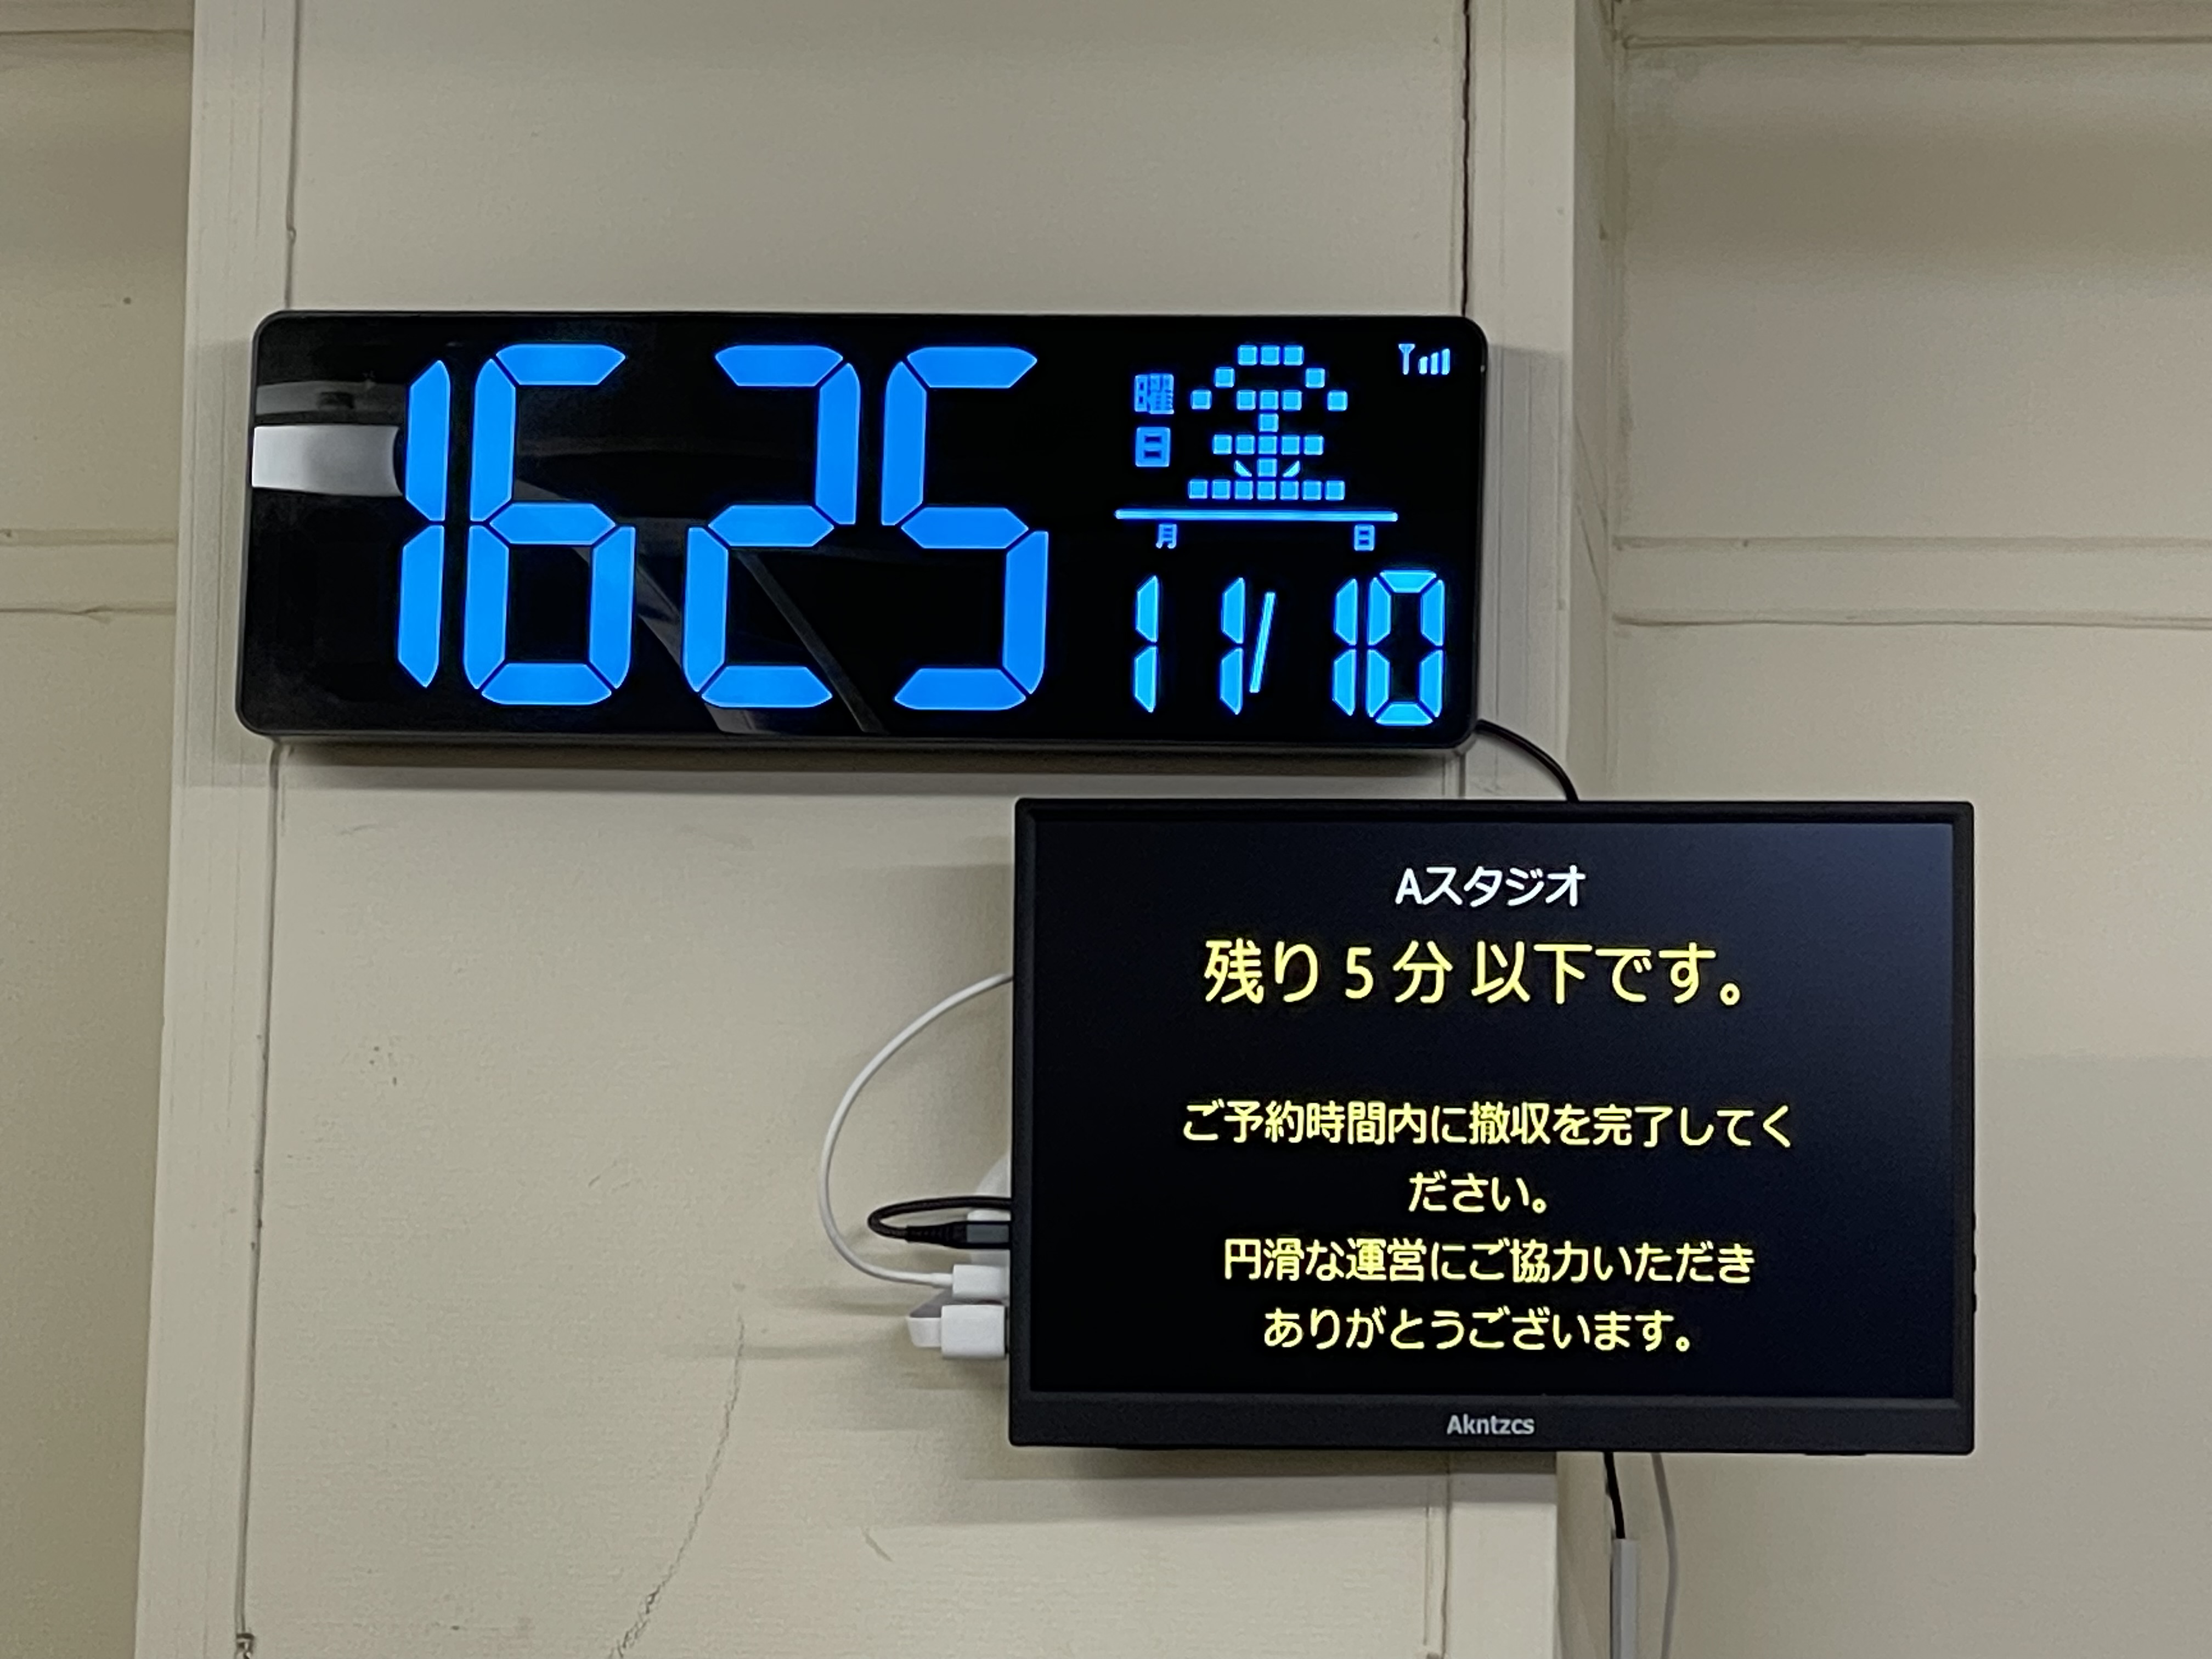 16 25
曜日 金
月 日
11/10
Aスタジオ
残り 5 分 以下です。
ご予約時間内に撤収を完了してく
ださい。
円滑な運営にご協力いただき
ありがとうございます。
Akntzcs